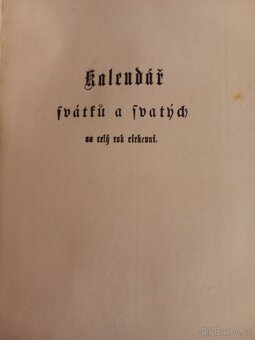 Kalendář
ſvátků a ſvatých
na celý rok církevní.